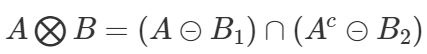 A ⨂ B = (A ⊖ B₁) ∩ (Aᶜ ⊖ B₂)